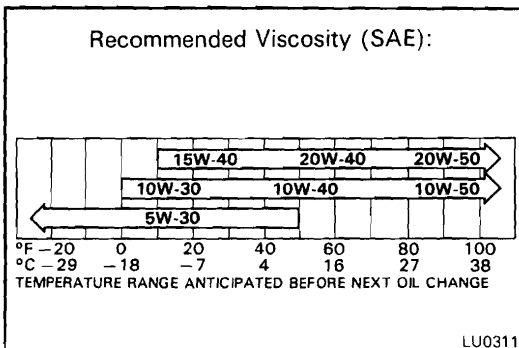 Recommended Viscosity (SAE):
15W-40 20W-40 20W-50
10W-30 10W-40 10W-50
5W-30
°F -20 0 20 40 60 80 100
°C -29 -18 -7 4 16 27 38
TEMPERATURE RANGE ANTICIPATED BEFORE NEXT OIL CHANGE
LU0311